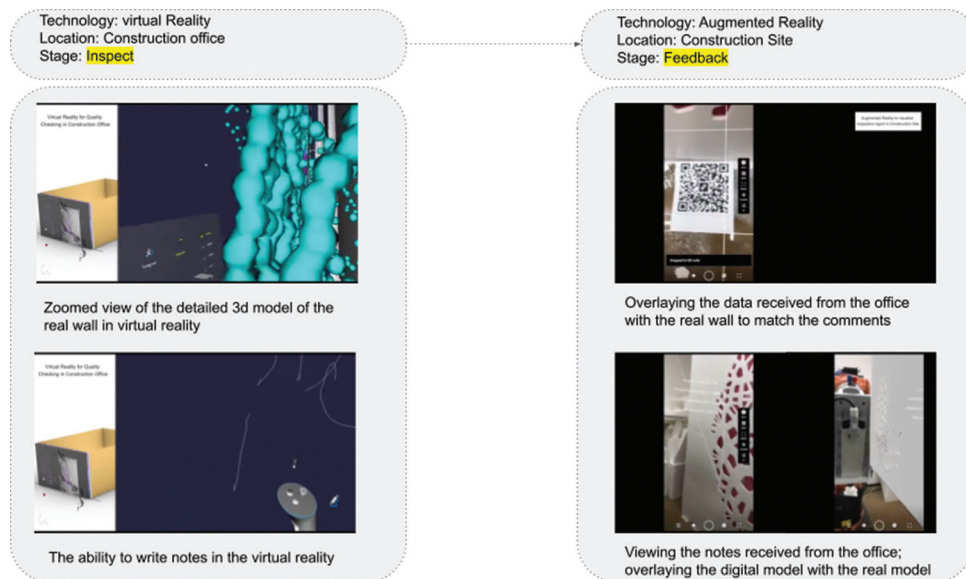 Technology: virtual Reality
Location: Construction office
Stage: Inspect
Technology: Augmented Reality
Location: Construction Site
Stage: Feedback
Virtual Reality for Quality
Checking in Construction Office
Zoomed view of the detailed 3d model of the
real wall in virtual reality
Virtual Reality for Quality
Checking in Construction Office
The ability to write notes in the virtual reality
Augmented Reality to visualize
inspection report in Construction Site
Overlaying the data received from the office
with the real wall to match the comments
Viewing the notes received from the office;
overlaying the digital model with the real model